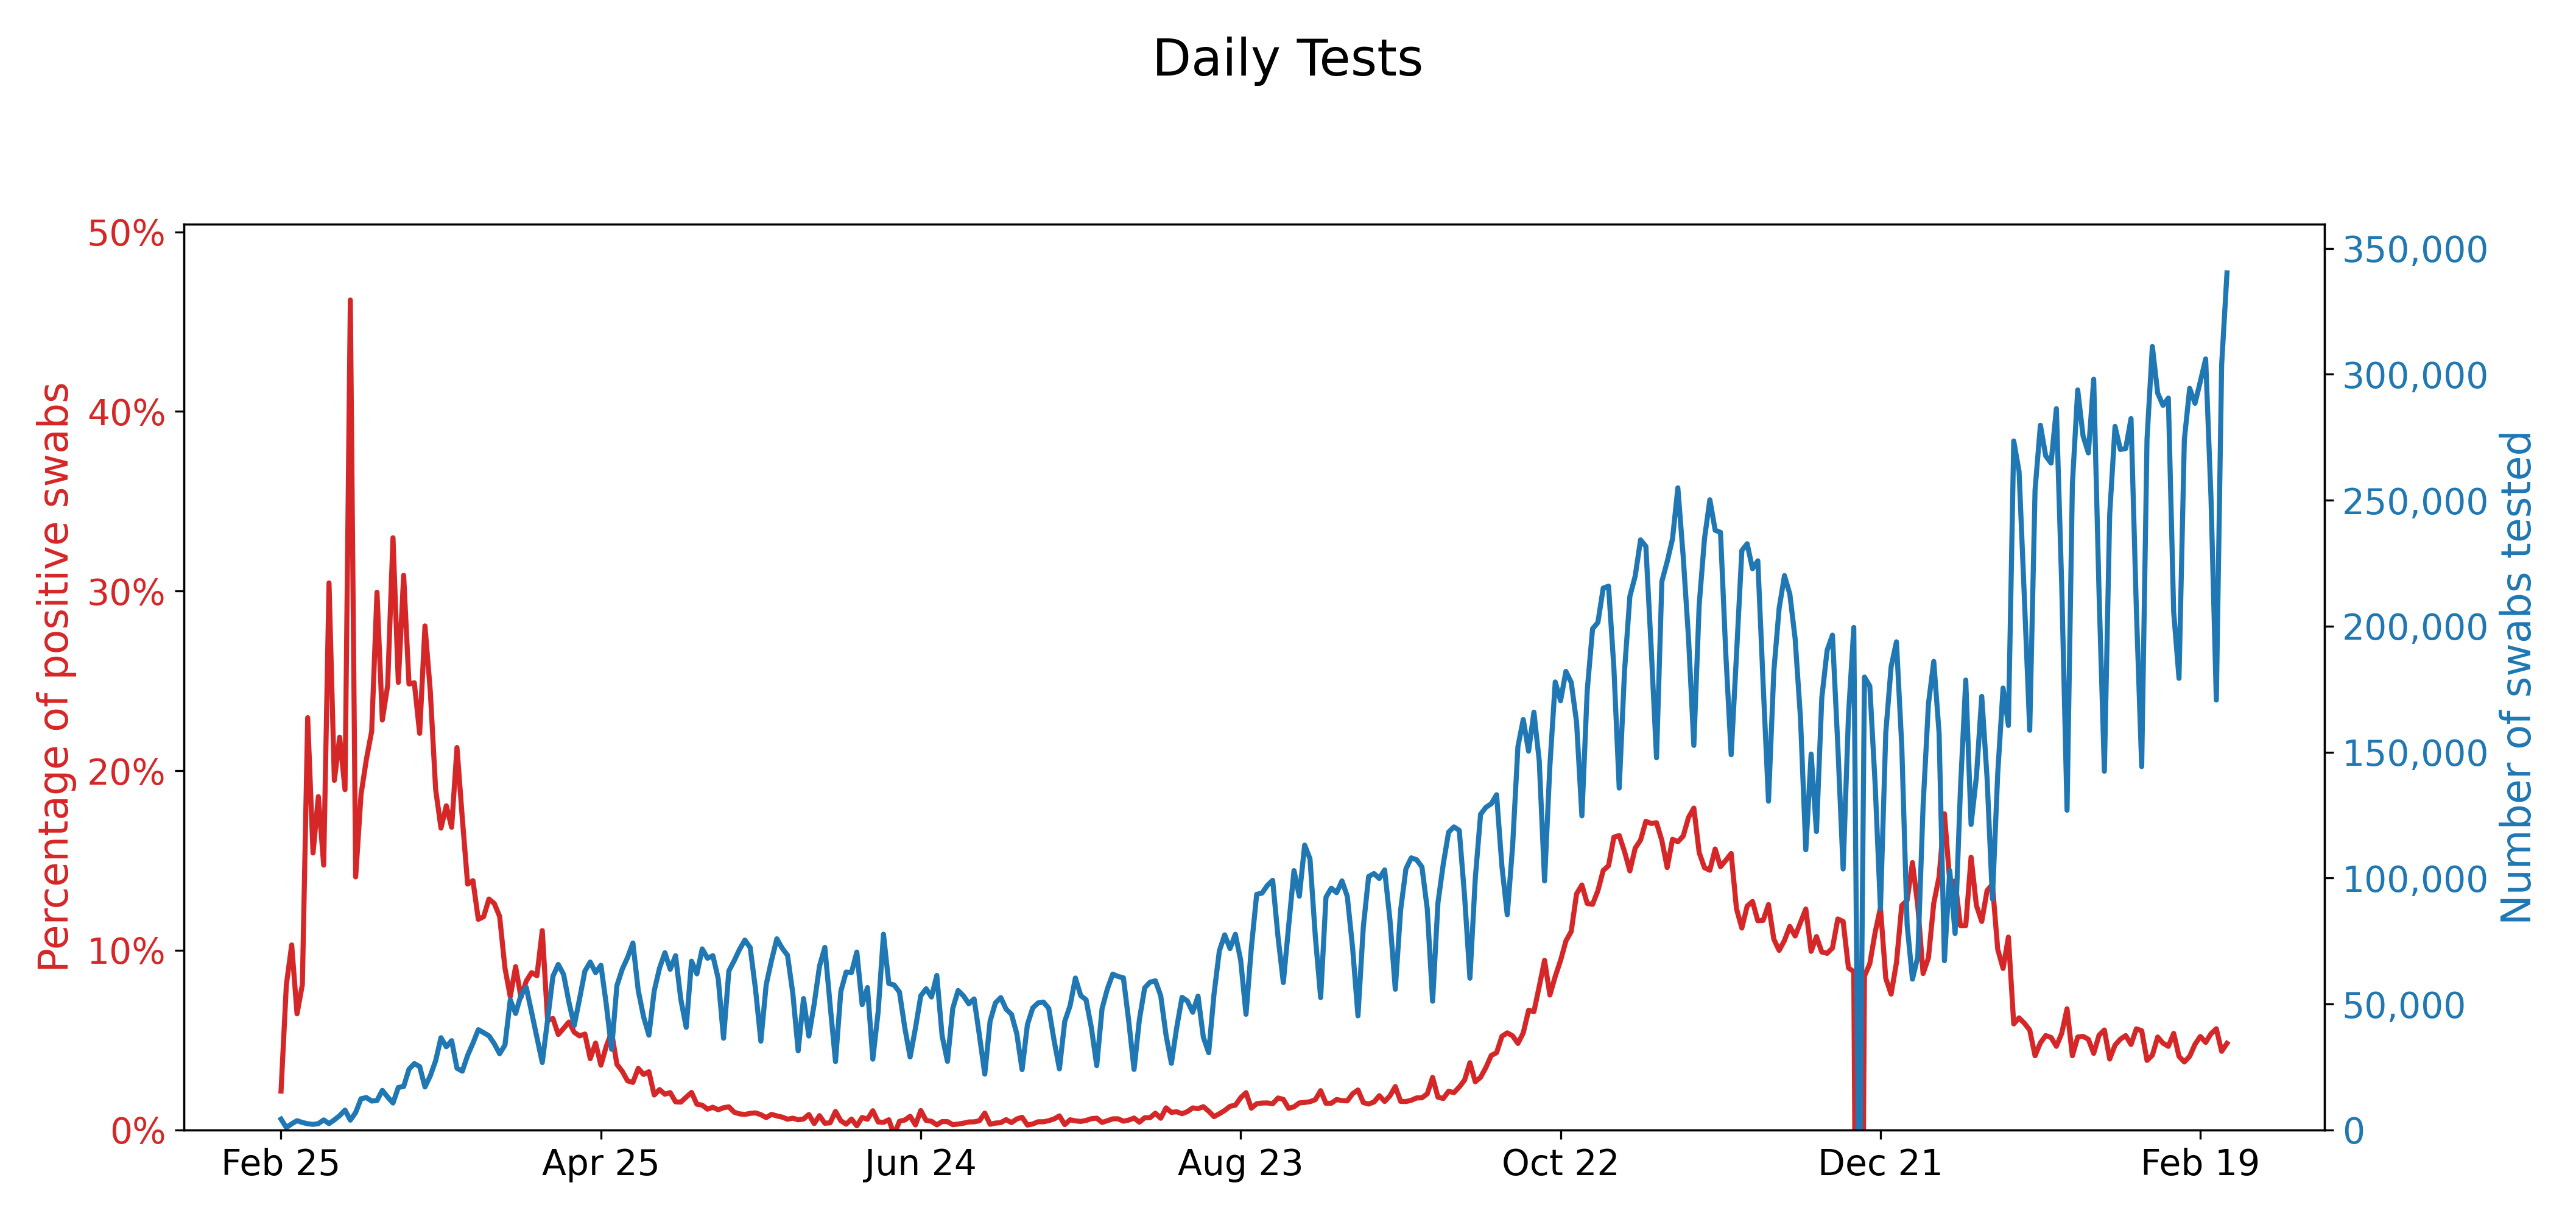 Daily Tests
Percentage of positive swabs
50%
40%
30%
20%
10%
0%
350,000
300,000
250,000
200,000
150,000
100,000
50,000
0
Number of swabs tested
Feb 25
Apr 25
Jun 24
Aug 23
Oct 22
Dec 21
Feb 19